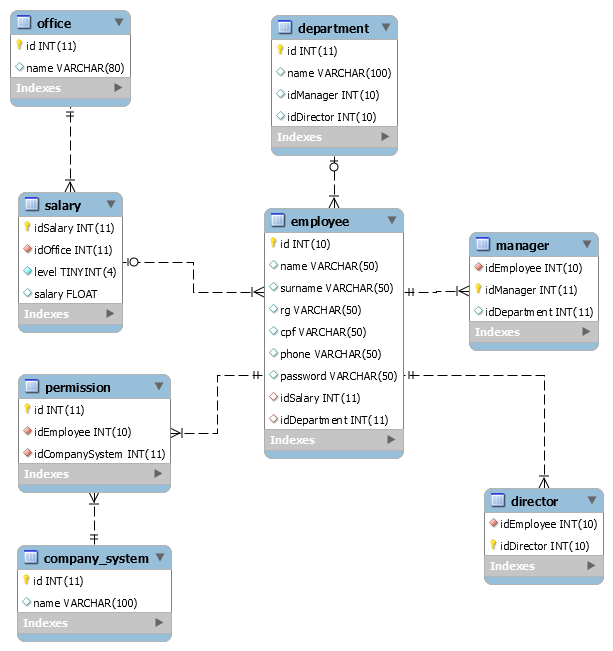 office
id INT(11)
name VARCHAR(80)
Indexes
department
id INT(11)
name VARCHAR(100)
idManager INT(10)
idDirector INT(10)
Indexes
salary
idSalary INT(11)
idOffice INT(11)
level TINYINT(4)
salary FLOAT
Indexes
employee
id INT(10)
name VARCHAR(50)
surname VARCHAR(50)
rg VARCHAR(50)
cpf VARCHAR(50)
phone VARCHAR(50)
password VARCHAR(50)
idSalary INT(11)
idDepartment INT(11)
Indexes
manager
idEmployee INT(10)
idManager INT(11)
idDepartment INT(11)
Indexes
permission
id INT(11)
idEmployee INT(10)
idCompanySystem INT(11)
Indexes
director
idEmployee INT(10)
idDirector INT(10)
Indexes
company_system
id INT(11)
name VARCHAR(100)
Indexes